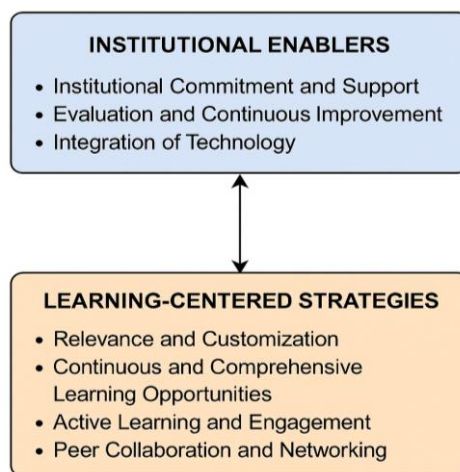 INSTITUTIONAL ENABLERS
• Institutional Commitment and Support
• Evaluation and Continuous Improvement
• Integration of Technology
LEARNING-CENTERED STRATEGIES
• Relevance and Customization
• Continuous and Comprehensive
Learning Opportunities
• Active Learning and Engagement
• Peer Collaboration and Networking